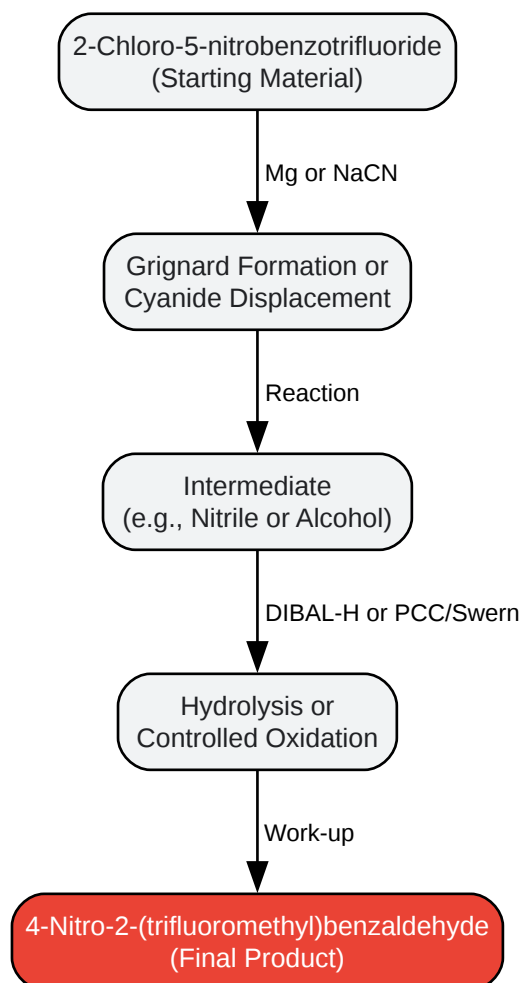 2-Chloro-5-nitrobenzotrifluoride
(Starting Material)
Mg or NaCN
Grignard Formation or
Cyanide Displacement
Reaction
Intermediate
(e.g., Nitrile or Alcohol)
DIBAL-H or PCC/Swern
Hydrolysis or
Controlled Oxidation
Work-up
4-Nitro-2-(trifluoromethyl)benzaldehyde
(Final Product)